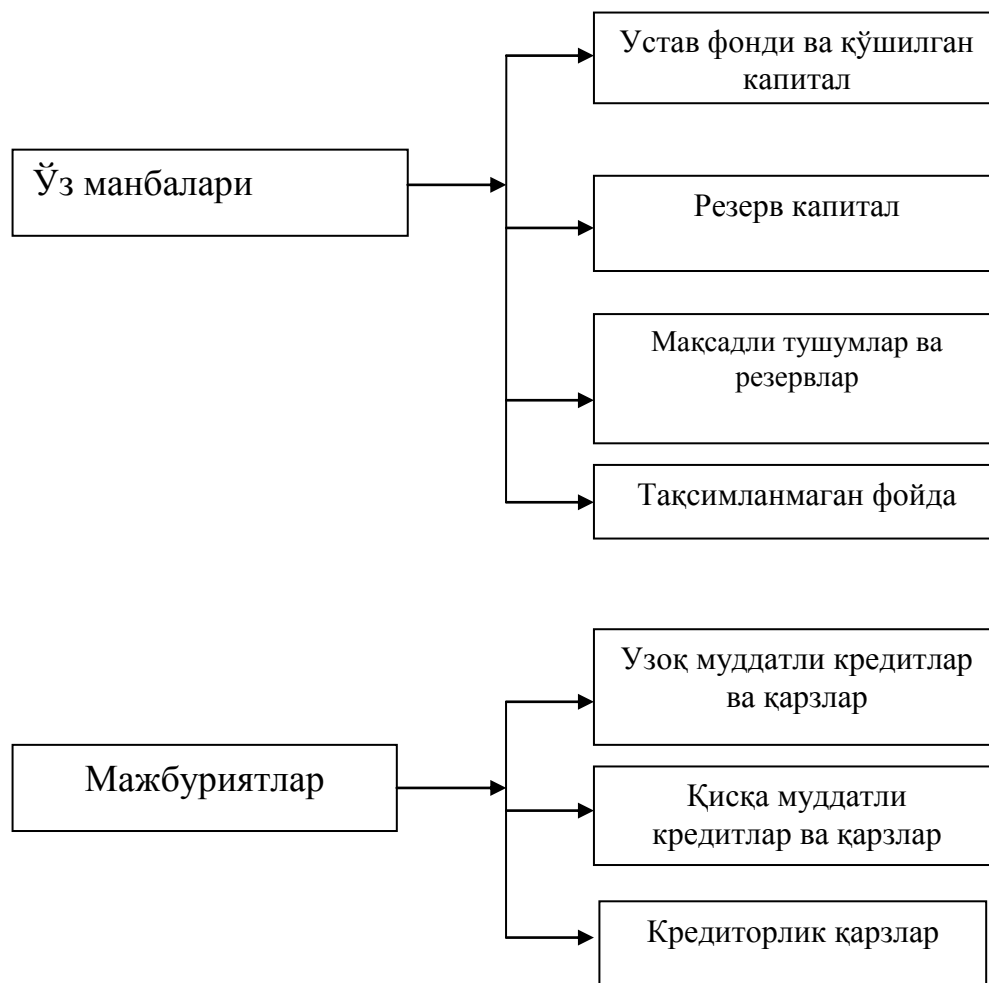 Ўз манбалари
Устав фонди ва қўшилган
капитал
Резерв капитал
Мақсадли тушумлар ва
резервлар
Тақсимланмаган фойда
Мажбуриятлар
Узоқ муддатли кредитлар
ва қарзлар
Қисқа муддатли
кредитлар ва қарзлар
Кредиторлик қарзлар